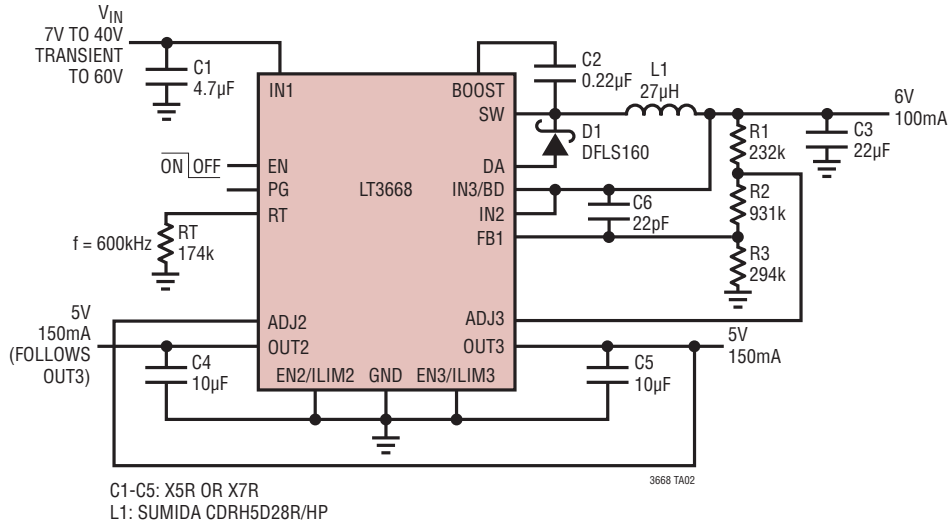 VIN
7V TO 40V
TRANSIENT
TO 60V
C1
4.7µF
IN1
BOOST
C2
0.22µF
L1
27µH
SW
6V
100mA
D1
DFLS160
R1
232k
C3
22µF
ON OFF
EN
DA
PG
LT3668
IN3/BD
R2
931k
RT
IN2
C6
22pF
f = 600kHz
RT
174k
FB1
R3
294k
5V
150mA
(FOLLOWS
OUT3)
ADJ2
ADJ3
OUT2
OUT3
5V
150mA
C4
10µF
EN2/ILIM2
GND
EN3/ILIM3
C5
10µF
3668 TA02
C1-C5: X5R OR X7R
L1: SUMIDA CDRH5D28R/HP